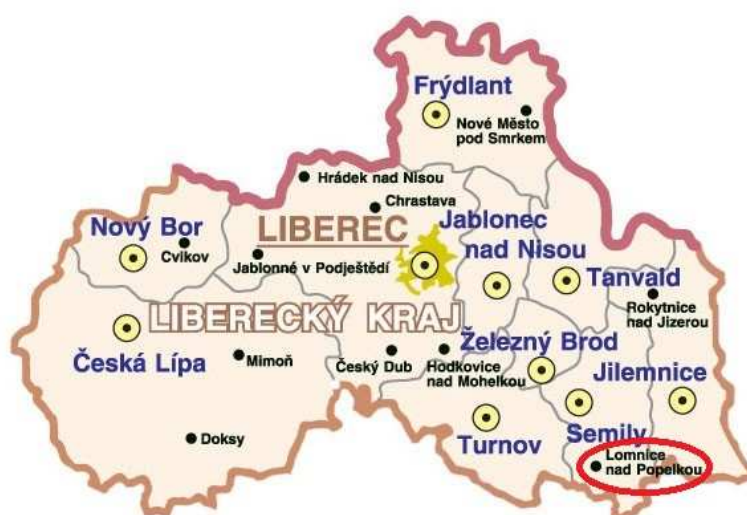 Frýdlant
Nové Město
pod Smrkem
Hrádek nad Nisou
Chrastava
LIBEREC
Jablonec
nad Nisou
Nový Bor
Cvikov
Jablonné v Podještědí
Tanvald
Rokytnice
nad Jizerou
LIBERECKÝ KRAJ
Česká Lípa
Mimoň
Český Dub
Hodkovice
nad Mohelkou
Železný Brod
Jilemnice
Doksy
Turnov
Semily
Lomnice
nad Popelkou